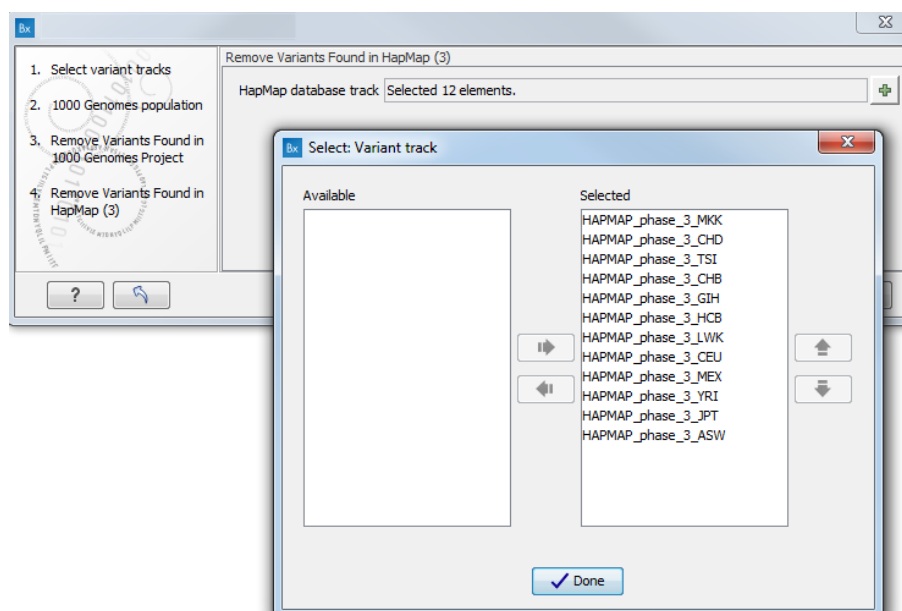 Bx
1. Select variant tracks
2. 1000 Genomes population
3. Remove Variants Found in
1000 Genomes Project
4. Remove Variants Found in
HapMap (3)
?
Remove Variants Found in HapMap (3)
HapMap database track Selected 12 elements.
Bx Select: Variant track
Available
Selected
HAPMAP_phase_3_MKK
HAPMAP_phase_3_CHD
HAPMAP_phase_3_TSI
HAPMAP_phase_3_CHB
HAPMAP_phase_3_GIH
HAPMAP_phase_3_HCB
HAPMAP_phase_3_LWK
HAPMAP_phase_3_CEU
HAPMAP_phase_3_MEX
HAPMAP_phase_3_YRI
HAPMAP_phase_3_JPT
HAPMAP_phase_3_ASW
Done